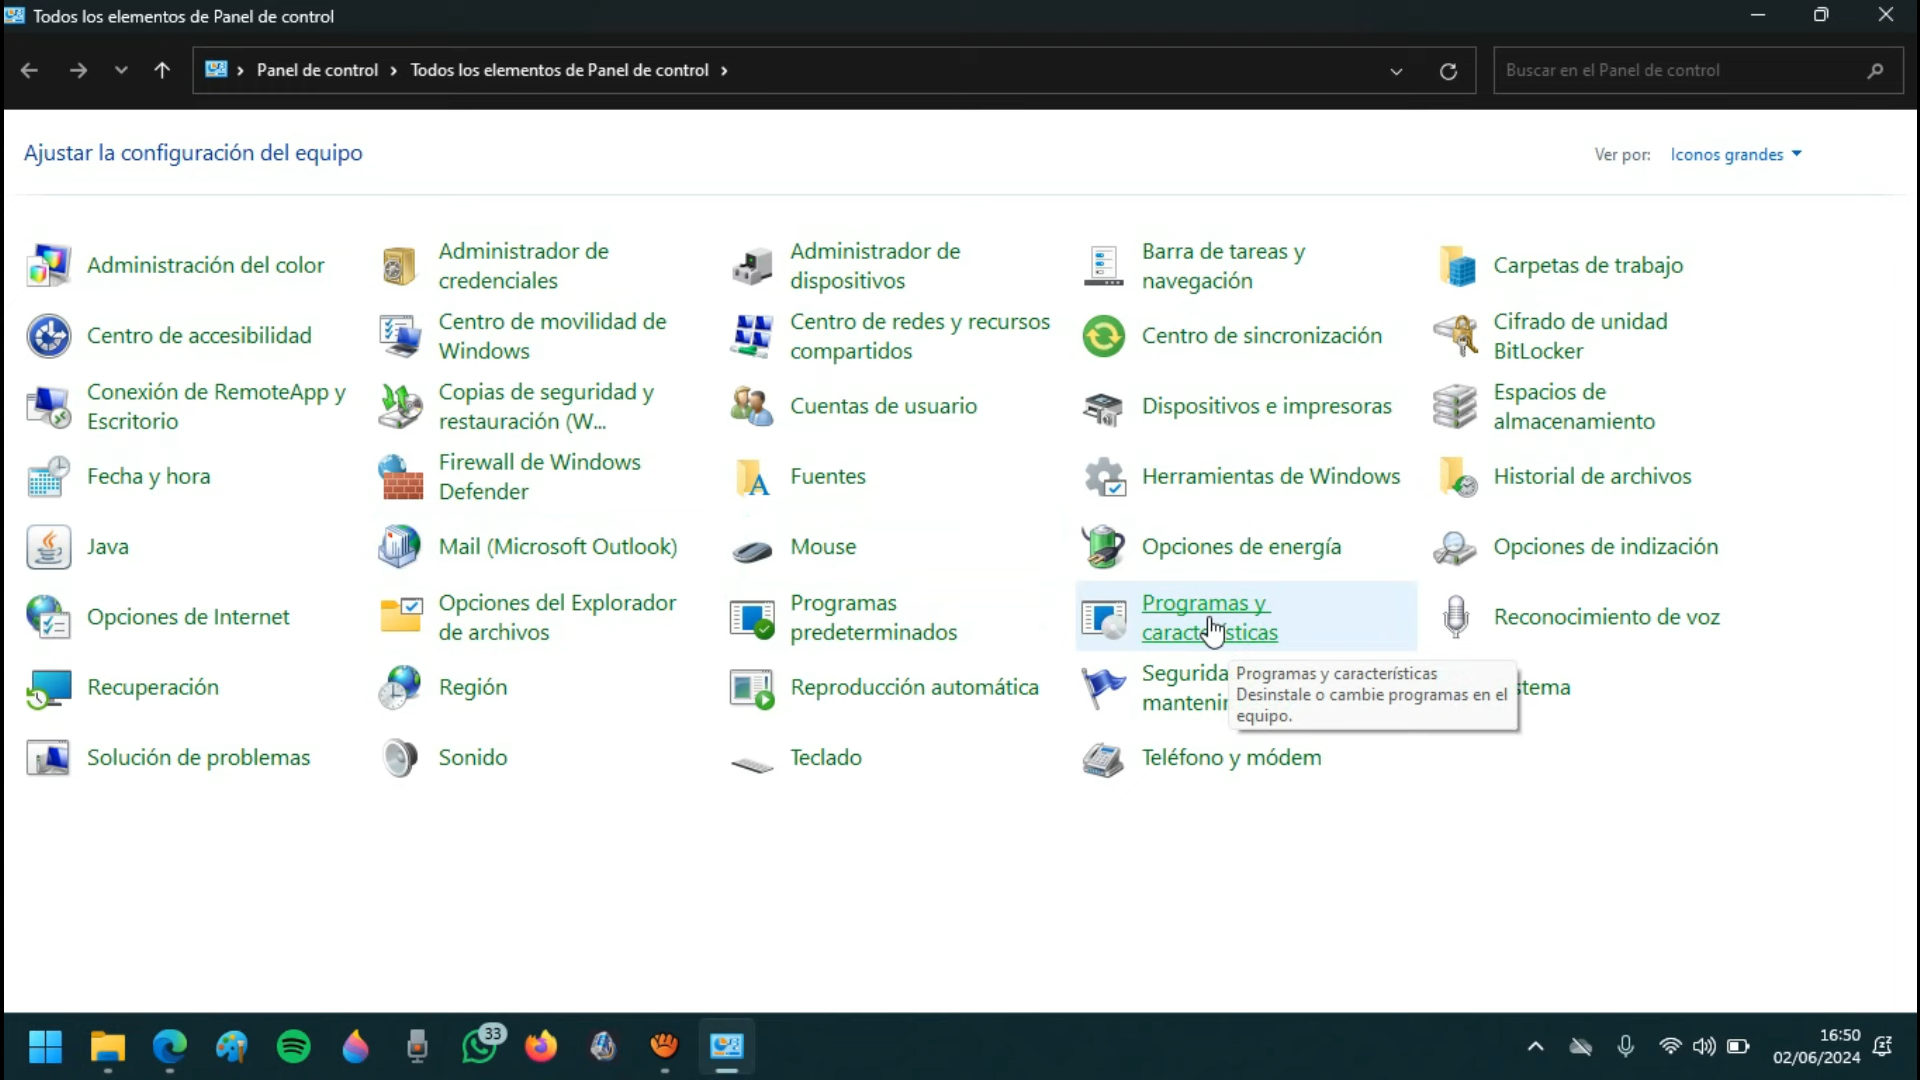 Todos los elementos de Panel de control
Panel de control
Todos los elementos de Panel de control
Buscar en el Panel de control
Ajustar la configuración del equipo
Ver por:
Iconos grandes
Administración del color
Administrador de
credenciales
Administrador de
dispositivos
Barra de tareas y
navegación
Carpetas de trabajo
Centro de accesibilidad
Centro de movilidad de
Windows
Centro de redes y recursos
compartidos
Centro de sincronización
Cifrado de unidad
BitLocker
Conexión de RemoteApp y
Escritorio
Copias de seguridad y
restauración (W...
Cuentas de usuario
Dispositivos e impresoras
Espacios de
almacenamiento
Fecha y hora
Firewall de Windows
Defender
Fuentes
Herramientas de Windows
Historial de archivos
Java
Mail (Microsoft Outlook)
Mouse
Opciones de energía
Opciones de indización
Opciones de Internet
Opciones del Explorador
de archivos
Programas
predeterminados
Programas y
Reconocimiento de voz
Recuperación
Región
Reproducción automática
Programas y características
Desinstale o cambie programas en el
equipo.
Solución de problemas
Sonido
Teclado
Teléfono y módem
33
16:50
02/06/2024